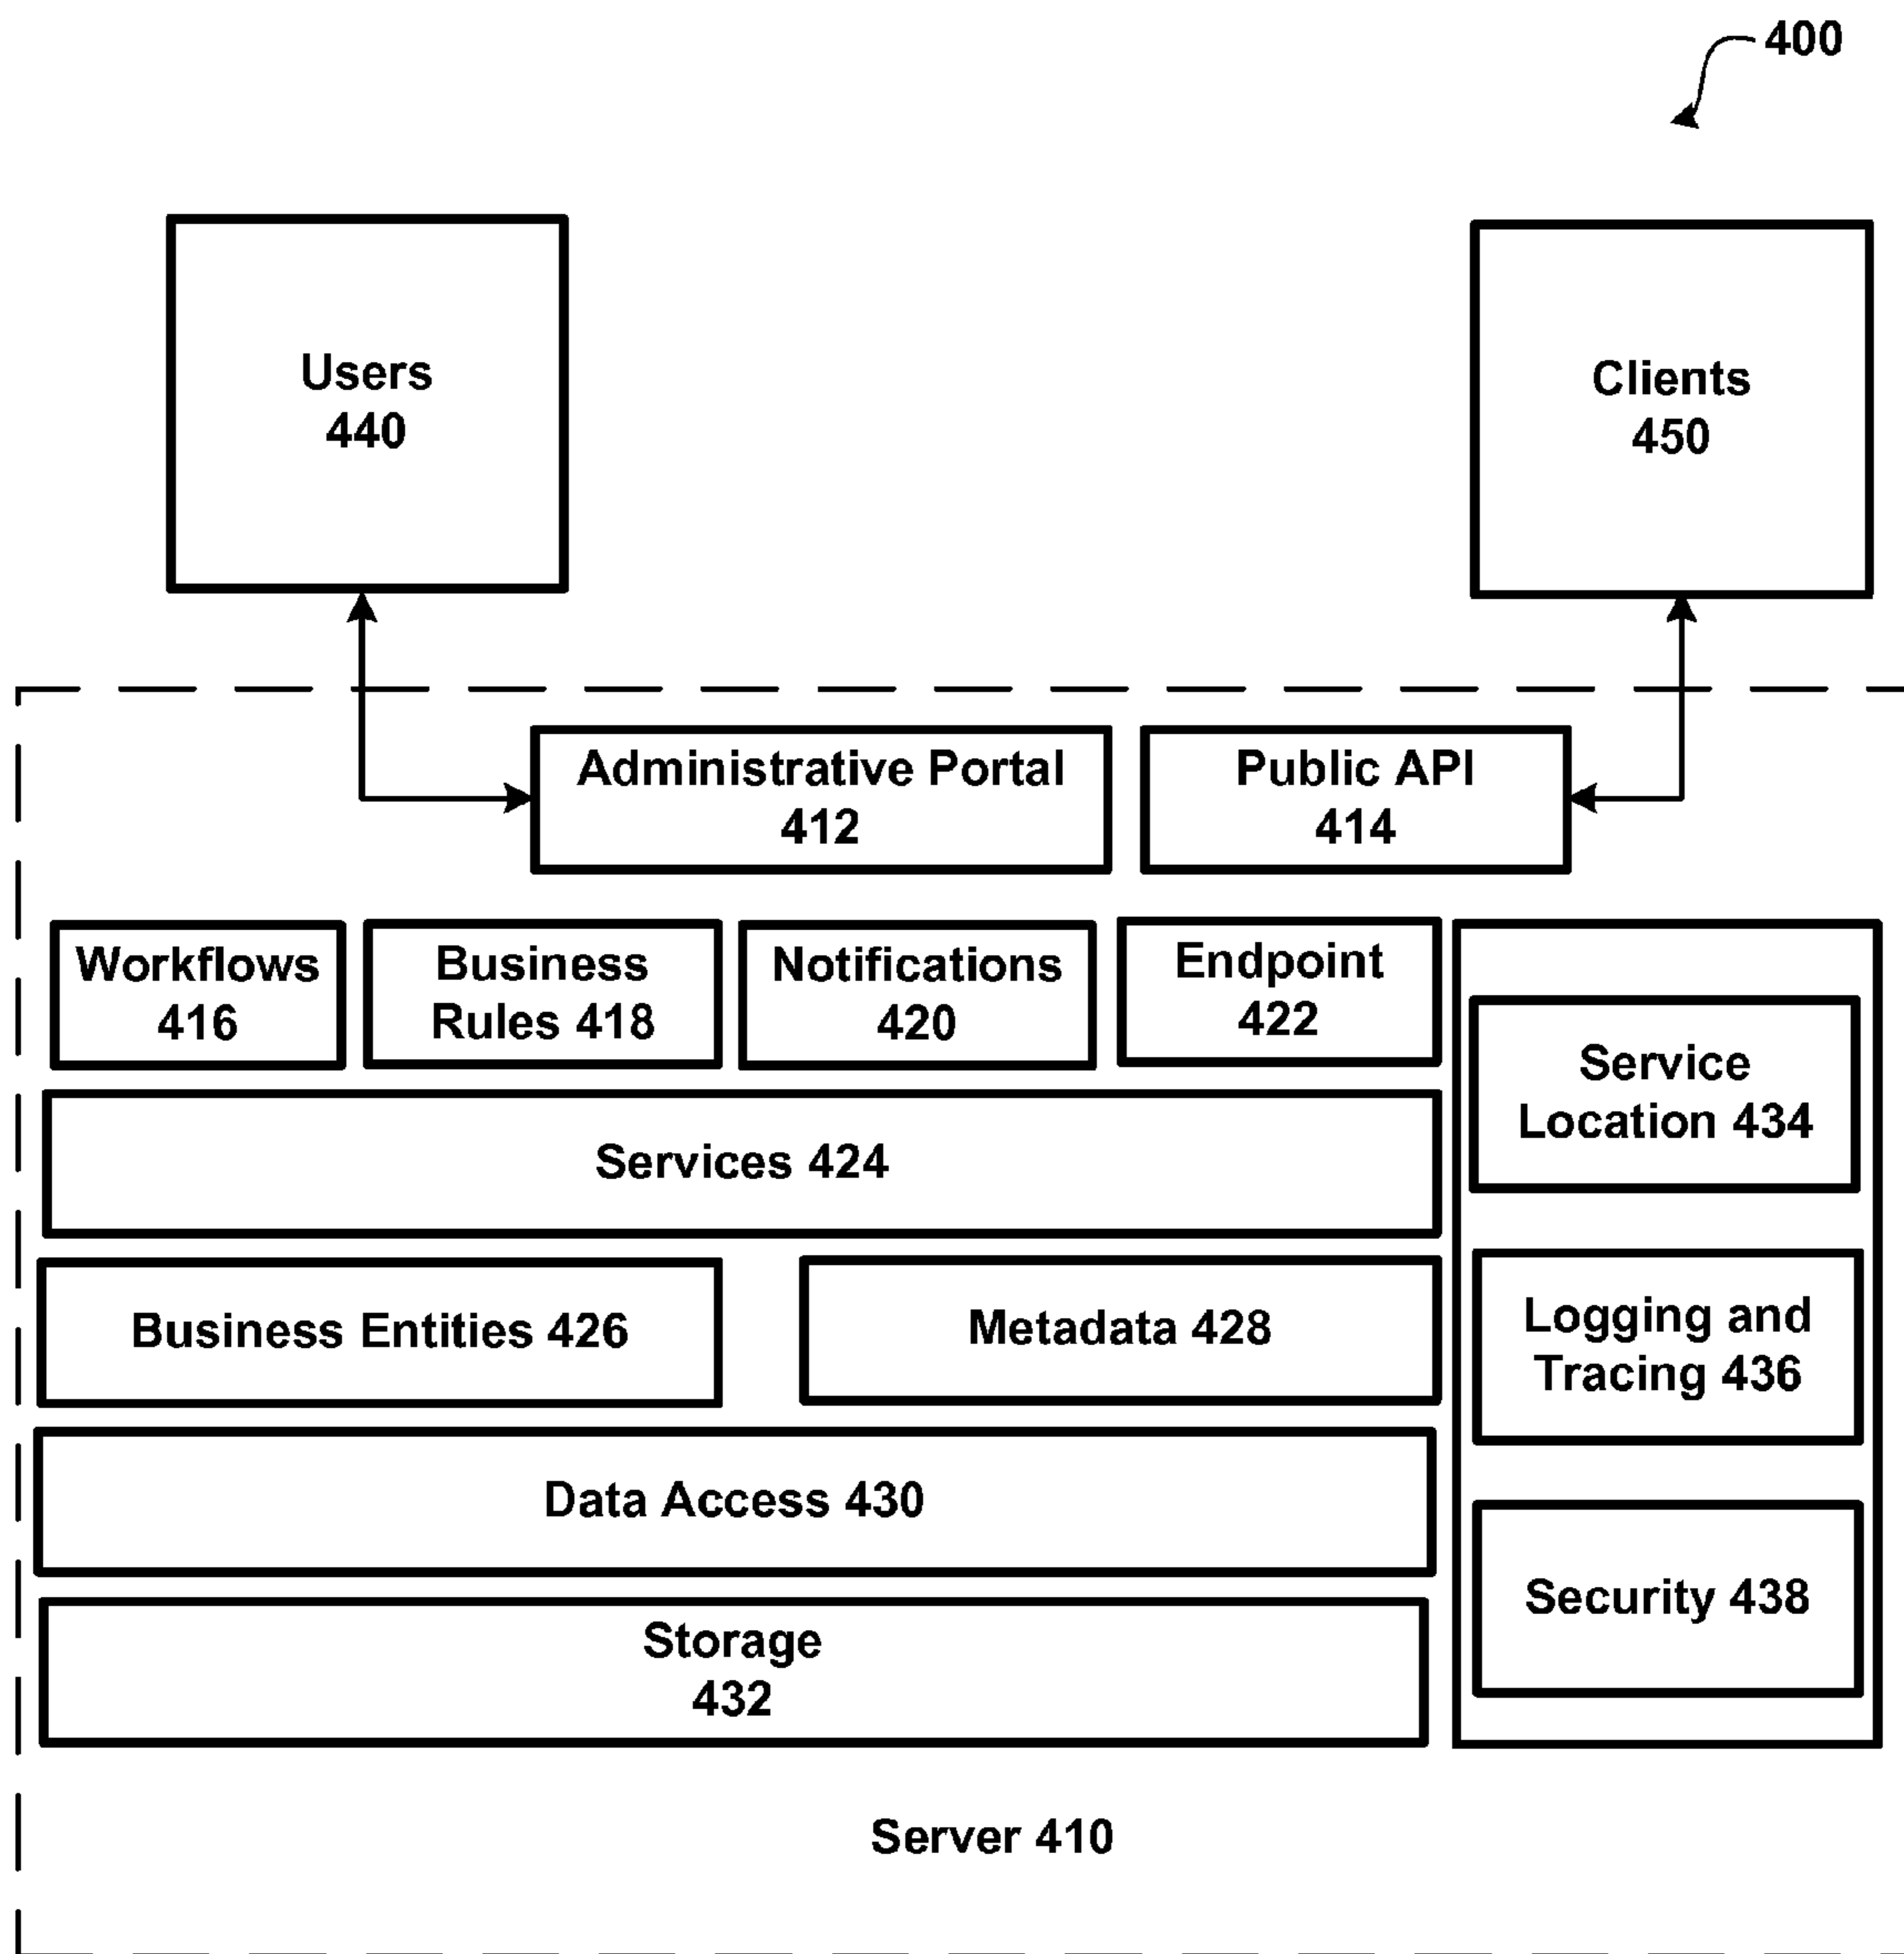 400
Users
440
Clients
450
Administrative Portal
412
Public API
414
Workflows
416
Business
Rules 418
Notifications
420
Endpoint
422
Service
Location 434
Services 424
Business Entities 426
Metadata 428
Logging and
Tracing 436
Data Access 430
Security 438
Storage
432
Server 410